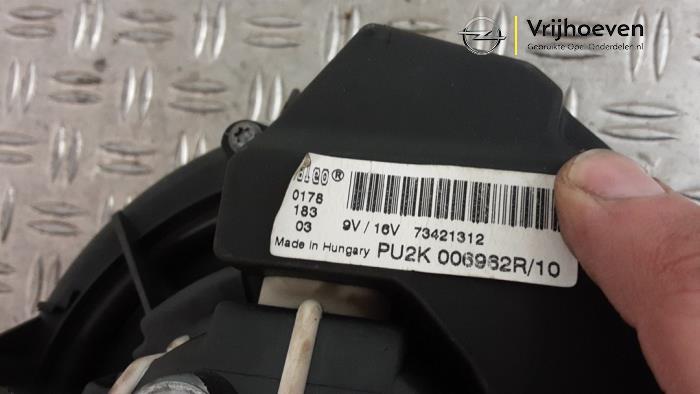 Vrijhoeven
Gebruikte Opel Onderdelen.nl
0178
183
03
9V / 16V 73421312
Made in Hungary PU2K 006962R/10